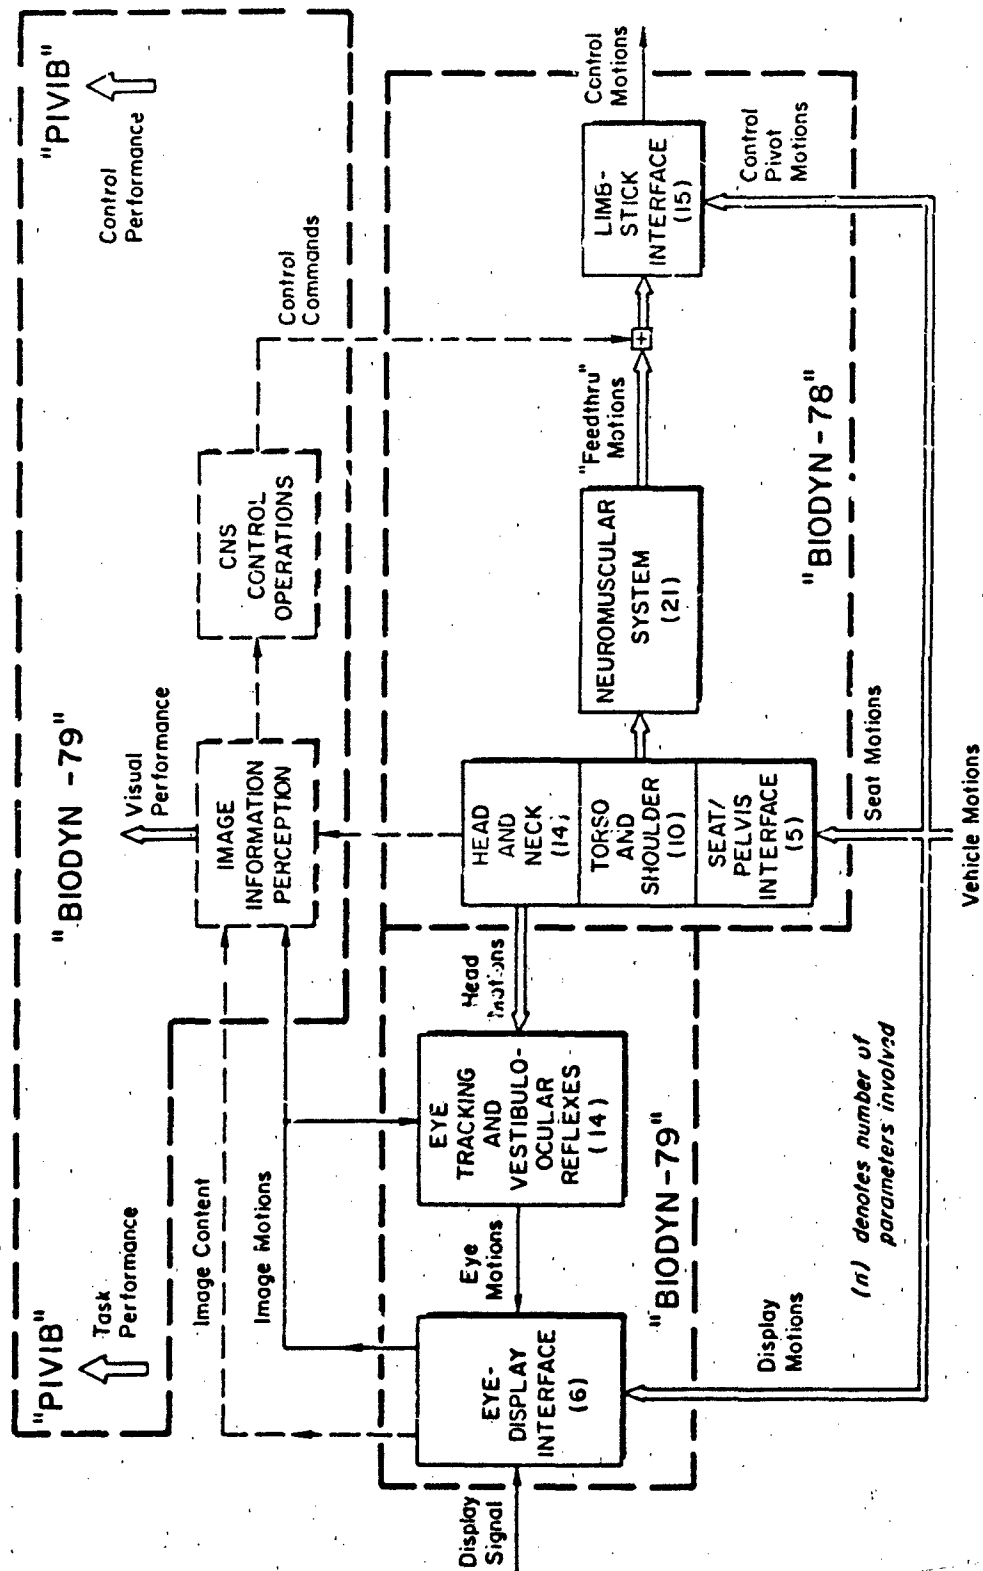 "PIVIB"
Task
Performance
"BIODYN-79"
Visual
Performance
"PIVIB"
Control
Performance
Image Content
Image Motions
IMAGE
INFORMATION
PERCEPTION
CNS
CONTROL
OPERATIONS
Control
Commands
Display
Signal
EYE-
DISPLAY
INTERFACE
(6)
Eye
Motions
EYE
TRACKING
AND
VESTIBULO-
OCULAR
REFLEXES
(14)
Head
Motions
HEAD
AND
NECK
(14)
TORSO
AND
SHOULDER
(10)
SEAT/
PELVIS
INTERFACE
(5)
NEUROMUSCULAR
SYSTEM
(21)
"Feedthru"
Motions
+
LIMB-
STICK
INTERFACE
(15)
Control
Motions
"BIODYN-79"
"BIODYN-78"
Display
Motions
(n) denotes number of
parameters involved
Seat Motions
Control
Pivot
Motions
Vehicle Motions